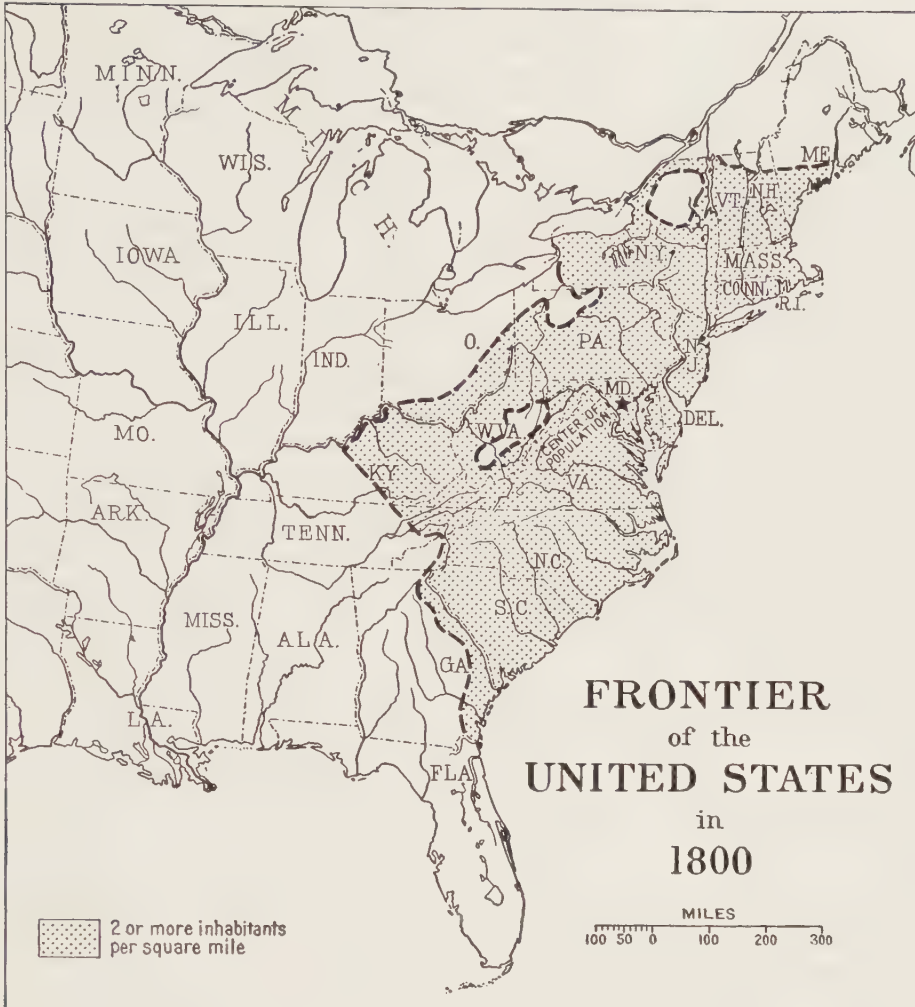 MINN.
WIS.
M
I
C
H.
ME.
VT.
N.H.
N.Y.
MASS.
CONN.
R.I.
IOWA
ILL.
IND.
O.
PA.
N.
J.
MD.
DEL.
W.VA.
CENTER OF
POPULATION
MO.
KY.
VA.
ARK.
TENN.
N.C.
S.C.
MISS.
ALA.
GA.
LA.
FLA.
FRONTIER
of the
UNITED STATES
in
1800
2 or more inhabitants
per square mile
MILES
100 50 0 100 200 300